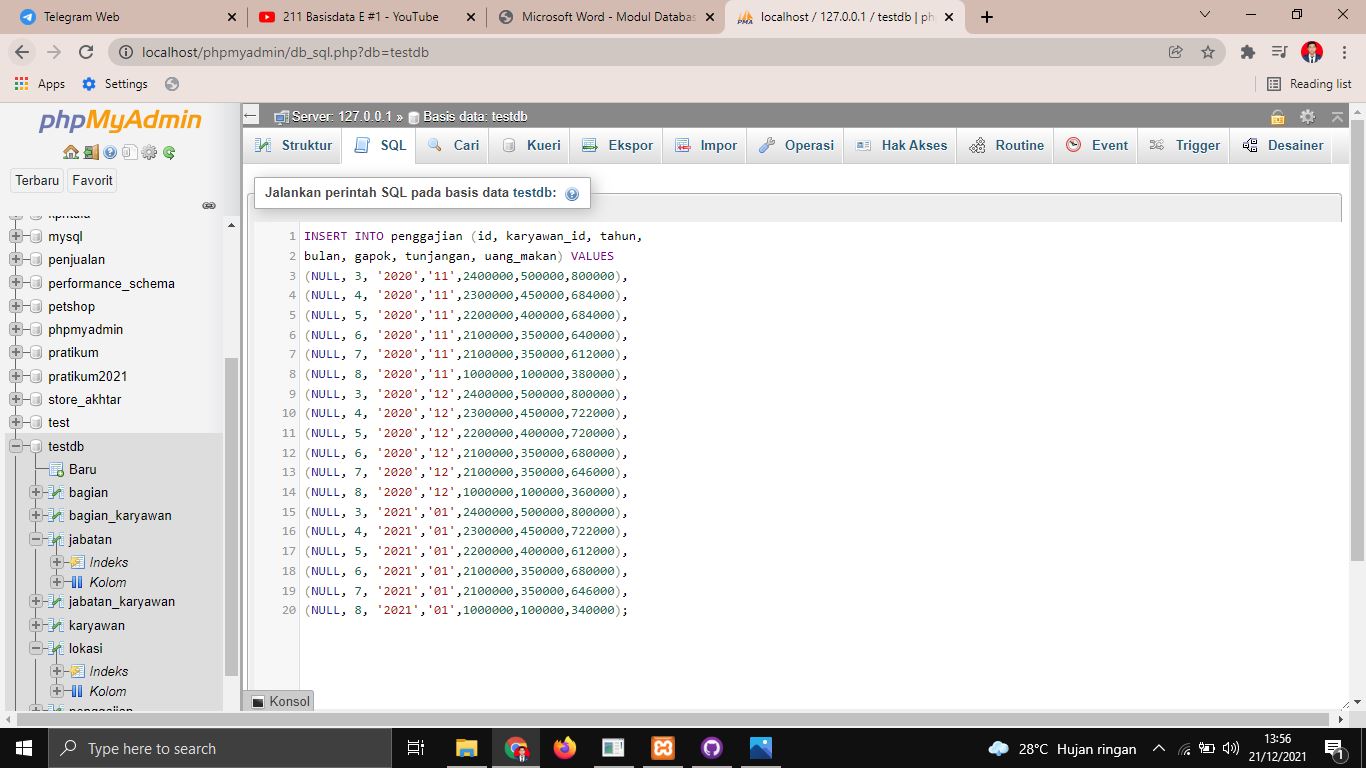 Telegram Web
211 Basisdata E #1 - YouTube
Microsoft Word - Modul Databas
localhost / 127.0.0.1 / testdb | ph
localhost/phpmyadmin/db_sql.php?db=testdb
Apps
Settings
Reading list
phpMyAdmin
Terbaru
Favorit
mysql
penjualan
performance_schema
petshop
phpmyadmin
pratikum
pratikum2021
store_akhtar
test
testdb
Baru
bagian
bagian_karyawan
jabatan
Indeks
Kolom
jabatan_karyawan
karyawan
lokasi
Indeks
Kolom
penggajian
Server: 127.0.0.1 » Basis data: testdb
Struktur
SQL
Cari
Kueri
Ekspor
Impor
Operasi
Hak Akses
Routine
Event
Trigger
Desainer
Jalankan perintah SQL pada basis data testdb:
1 INSERT INTO penggajian (id, karyawan_id, tahun,
2 bulan, gapok, tunjangan, uang_makan) VALUES
3 (NULL, 3, '2020','11',2400000,500000,800000),
4 (NULL, 4, '2020','11',2300000,450000,684000),
5 (NULL, 5, '2020','11',2200000,400000,684000),
6 (NULL, 6, '2020','11',2100000,350000,640000),
7 (NULL, 7, '2020','11',2100000,350000,612000),
8 (NULL, 8, '2020','11',1000000,100000,380000),
9 (NULL, 3, '2020','12',2400000,500000,800000),
10 (NULL, 4, '2020','12',2300000,450000,722000),
11 (NULL, 5, '2020','12',2200000,400000,720000),
12 (NULL, 6, '2020','12',2100000,350000,680000),
13 (NULL, 7, '2020','12',2100000,350000,646000),
14 (NULL, 8, '2020','12',1000000,100000,360000),
15 (NULL, 3, '2021','01',2400000,500000,800000),
16 (NULL, 4, '2021','01',2300000,450000,722000),
17 (NULL, 5, '2021','01',2200000,400000,612000),
18 (NULL, 6, '2021','01',2100000,350000,680000),
19 (NULL, 7, '2021','01',2100000,350000,646000),
20 (NULL, 8, '2021','01',1000000,100000,340000);
Konsol
Type here to search
28°C Hujan ringan
13:56
21/12/2021
1